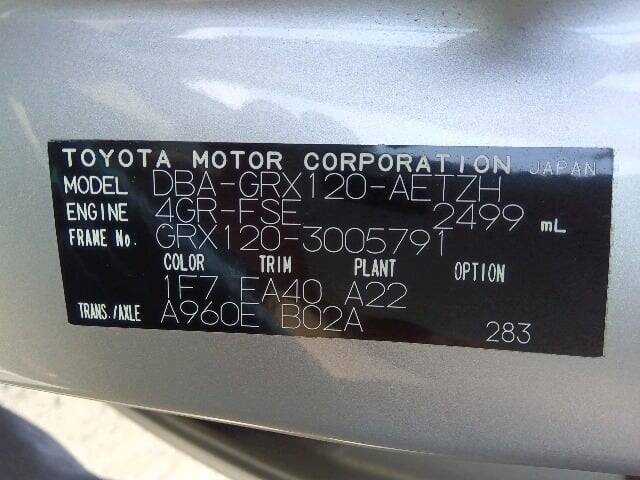 TOYOTA MOTOR CORPORATION JAPAN
MODEL DBA-GRX120-AETZH
ENGINE 4GR-FSE 2499 mL
FRAME No. GRX120-3005791
COLOR TRIM PLANT OPTION
1F7 FA40 A22
TRANS./AXLE A960E B02A 283